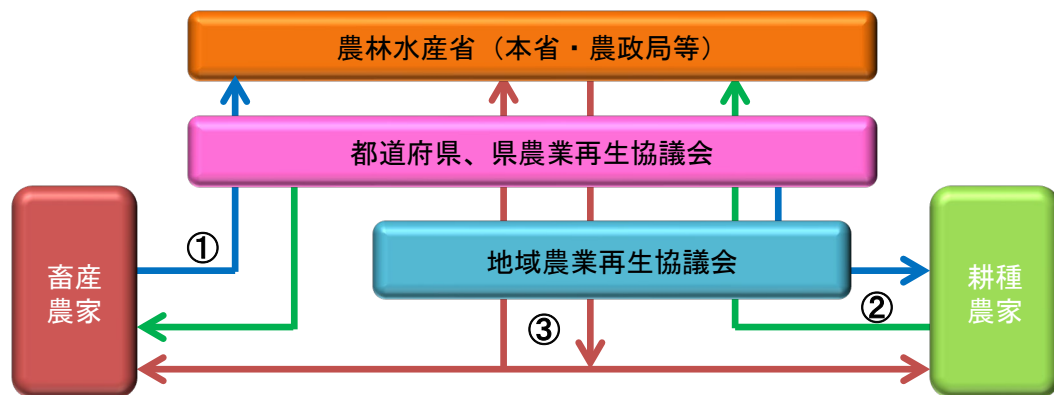 農林水産省（本省・農政局等）
都道府県、県農業再生協議会
①
地域農業再生協議会
畜産
農家
耕種
農家
②
③